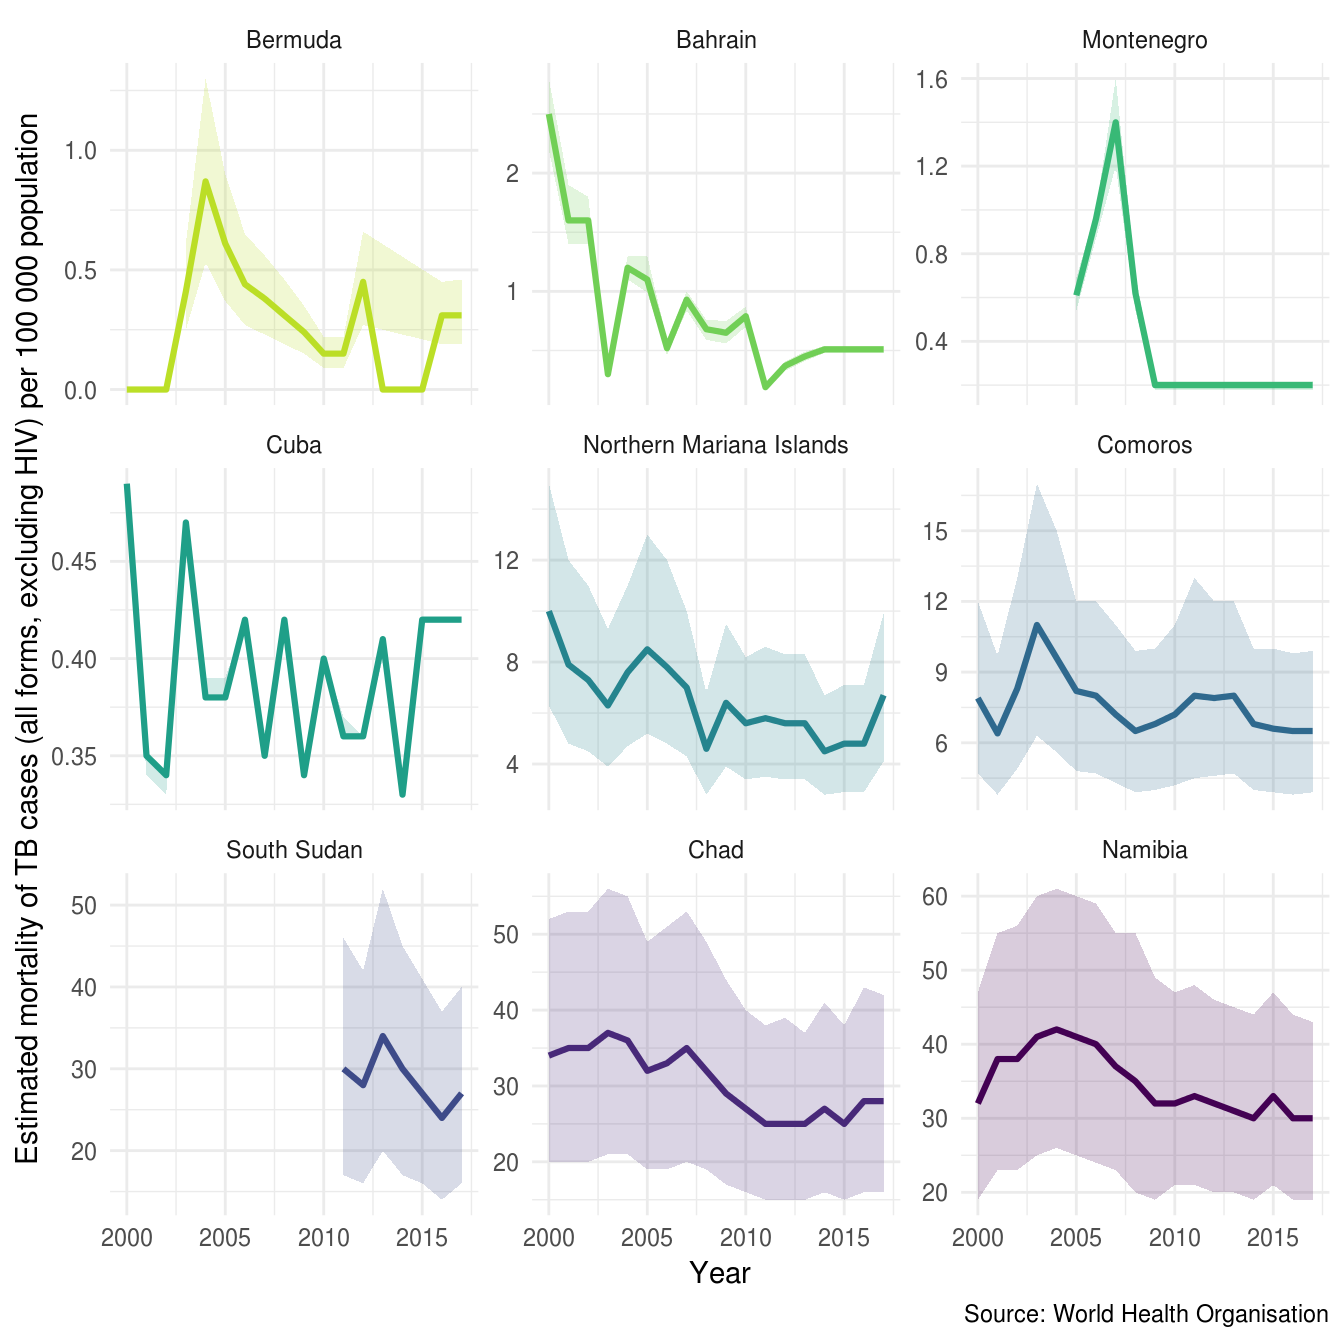 Bermuda
Bahrain
Montenegro
1.0
0.5
0.0
2
1
1.6
1.2
0.8
0.4
Cuba
Northern Mariana Islands
Comoros
0.45
0.40
0.35
12
8
4
15
12
9
6
South Sudan
Chad
Namibia
50
40
30
20
50
40
30
20
60
50
40
30
20
2000 2005 2010 2015
2000 2005 2010 2015
2000 2005 2010 2015
Estimated mortality of TB cases (all forms, excluding HIV) per 100 000 population
Year
Source: World Health Organisation